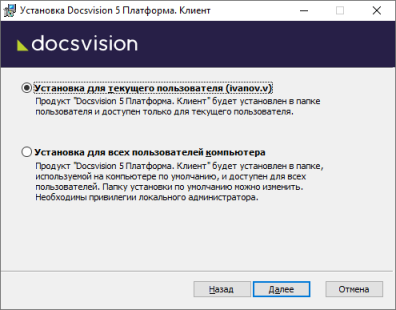 Установка Docsvision 5 Платформа. Клиент
docsvision
Установка для текущего пользователя (ivanov.v)
Продукт "Docsvision 5 Платформа. Клиент" будет установлен в папке
пользователя и доступен только для текущего пользователя.
Установка для всех пользователей компьютера
Продукт "Docsvision 5 Платформа. Клиент" будет установлен в папке,
используемой на компьютере по умолчанию, и доступен для всех
пользователей. Папку установки по умолчанию можно изменить.
Необходимы привилегии локального администратора.
Назад Далее Отмена